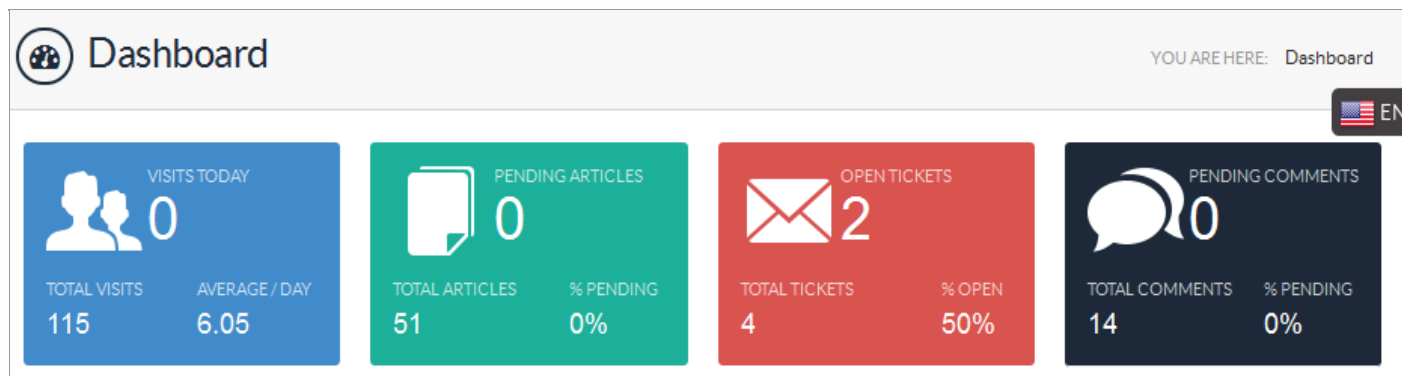 Dashboard
YOU ARE HERE: Dashboard
EN
VISITS TODAY
0
TOTAL VISITS AVERAGE / DAY
115 6.05
PENDING ARTICLES
0
TOTAL ARTICLES % PENDING
51 0%
OPEN TICKETS
2
TOTAL TICKETS % OPEN
4 50%
PENDING COMMENTS
0
TOTAL COMMENTS % PENDING
14 0%